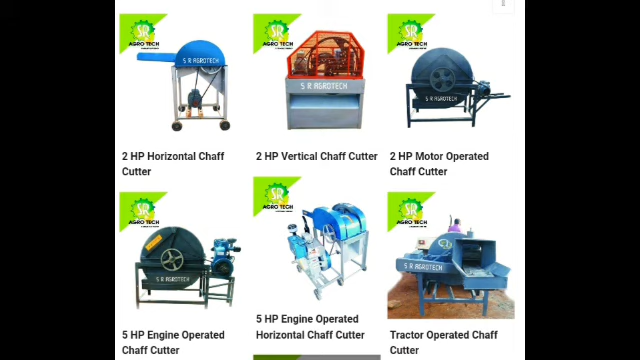 SR
AGRO TECH
S R AGROTECH
2 HP Horizontal Chaff
Cutter
SR
AGRO TECH
S R AGROTECH
2 HP Vertical Chaff Cutter
SR
AGRO TECH
S R AGROTECH
2 HP Motor Operated
Chaff Cutter
SR
AGRO TECH
S R AGROTECH
5 HP Engine Operated
Chaff Cutter
SR
AGRO TECH
5 HP Engine Operated
Horizontal Chaff Cutter
SR
AGRO TECH
S R AGROTECH
Tractor Operated Chaff
Cutter